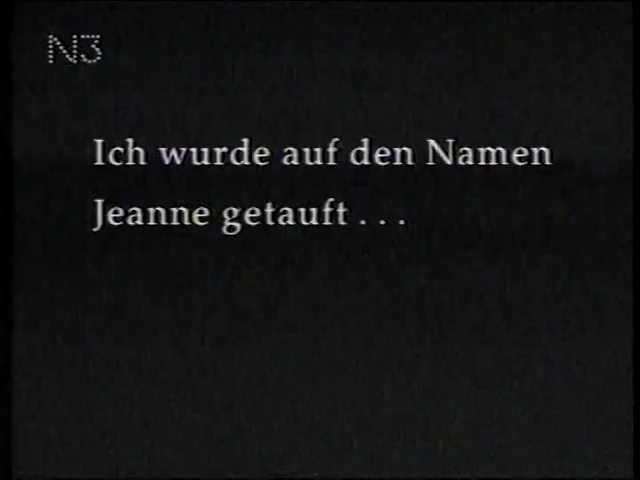 N3
Ich wurde auf den Namen
Jeanne getauft . . .